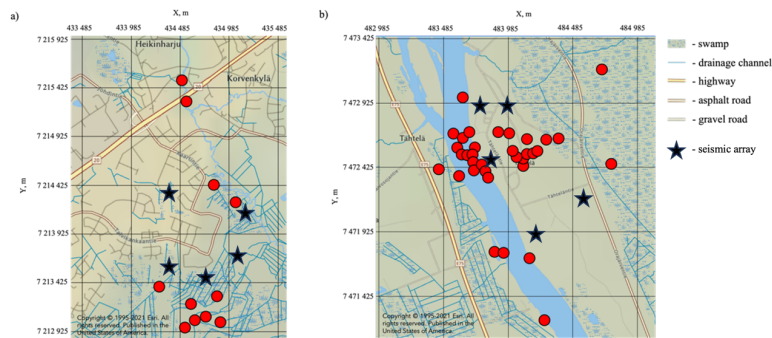 a)
X, m
433 485
433 985
434 485
434 985
435 485
7 215 925
7 215 425
7 214 925
7 214 425
7 213 925
7 213 425
7 212 925
Y, m
Heikinharju
Korvenkylä
20
20
Copyright © 1995-2021 Esri. All
rights reserved. Published in the
United States of America.
b)
X, m
482 985
483 485
483 985
484 485
484 985
7 473 425
7 472 925
7 472 425
7 471 925
7 471 425
Y, m
Tähtelä
E75
E75
Copyright © 1995-2021 Esri. All
rights reserved. Published in the
United States of America.
- swamp
- drainage channel
- highway
- asphalt road
- gravel road
- seismic array